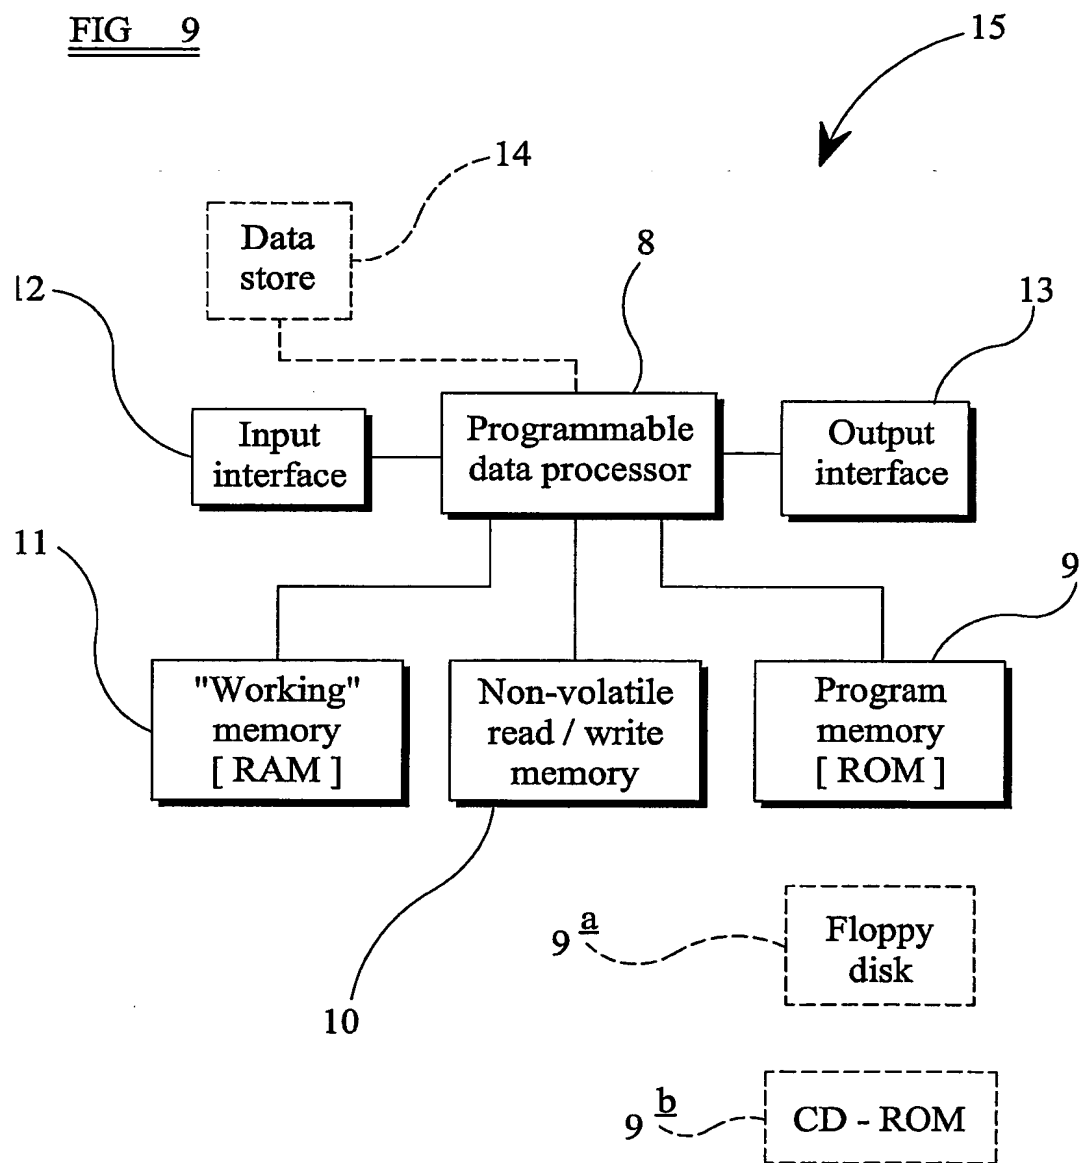 FIG 9
15
14
Data
store
8
12
13
Input
interface
Programmable
data processor
Output
interface
11
9
"Working"
memory
[ RAM ]
Non-volatile
read / write
memory
Program
memory
[ ROM ]
9 a
Floppy
disk
10
9 b
CD - ROM